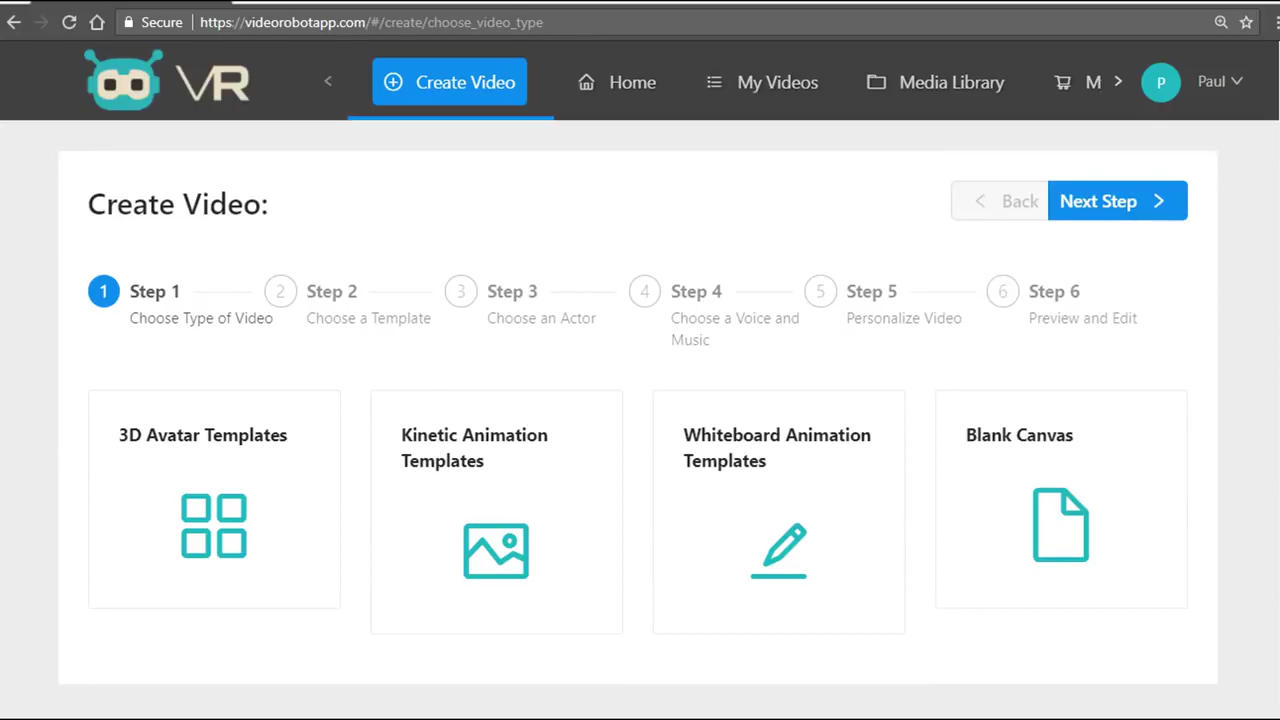 Secure https://videorobotapp.com/#/create/choose_video_type
VR Create Video Home My Videos Media Library M P Paul
Create Video:
Back Next Step
1 Step 1 2 Step 2 3 Step 3 4 Step 4 5 Step 5 6 Step 6
Choose Type of Video Choose a Template Choose an Actor Choose a Voice and Personalize Video Preview and Edit
Music
3D Avatar Templates Kinetic Animation Whiteboard Animation Blank Canvas
Templates Templates